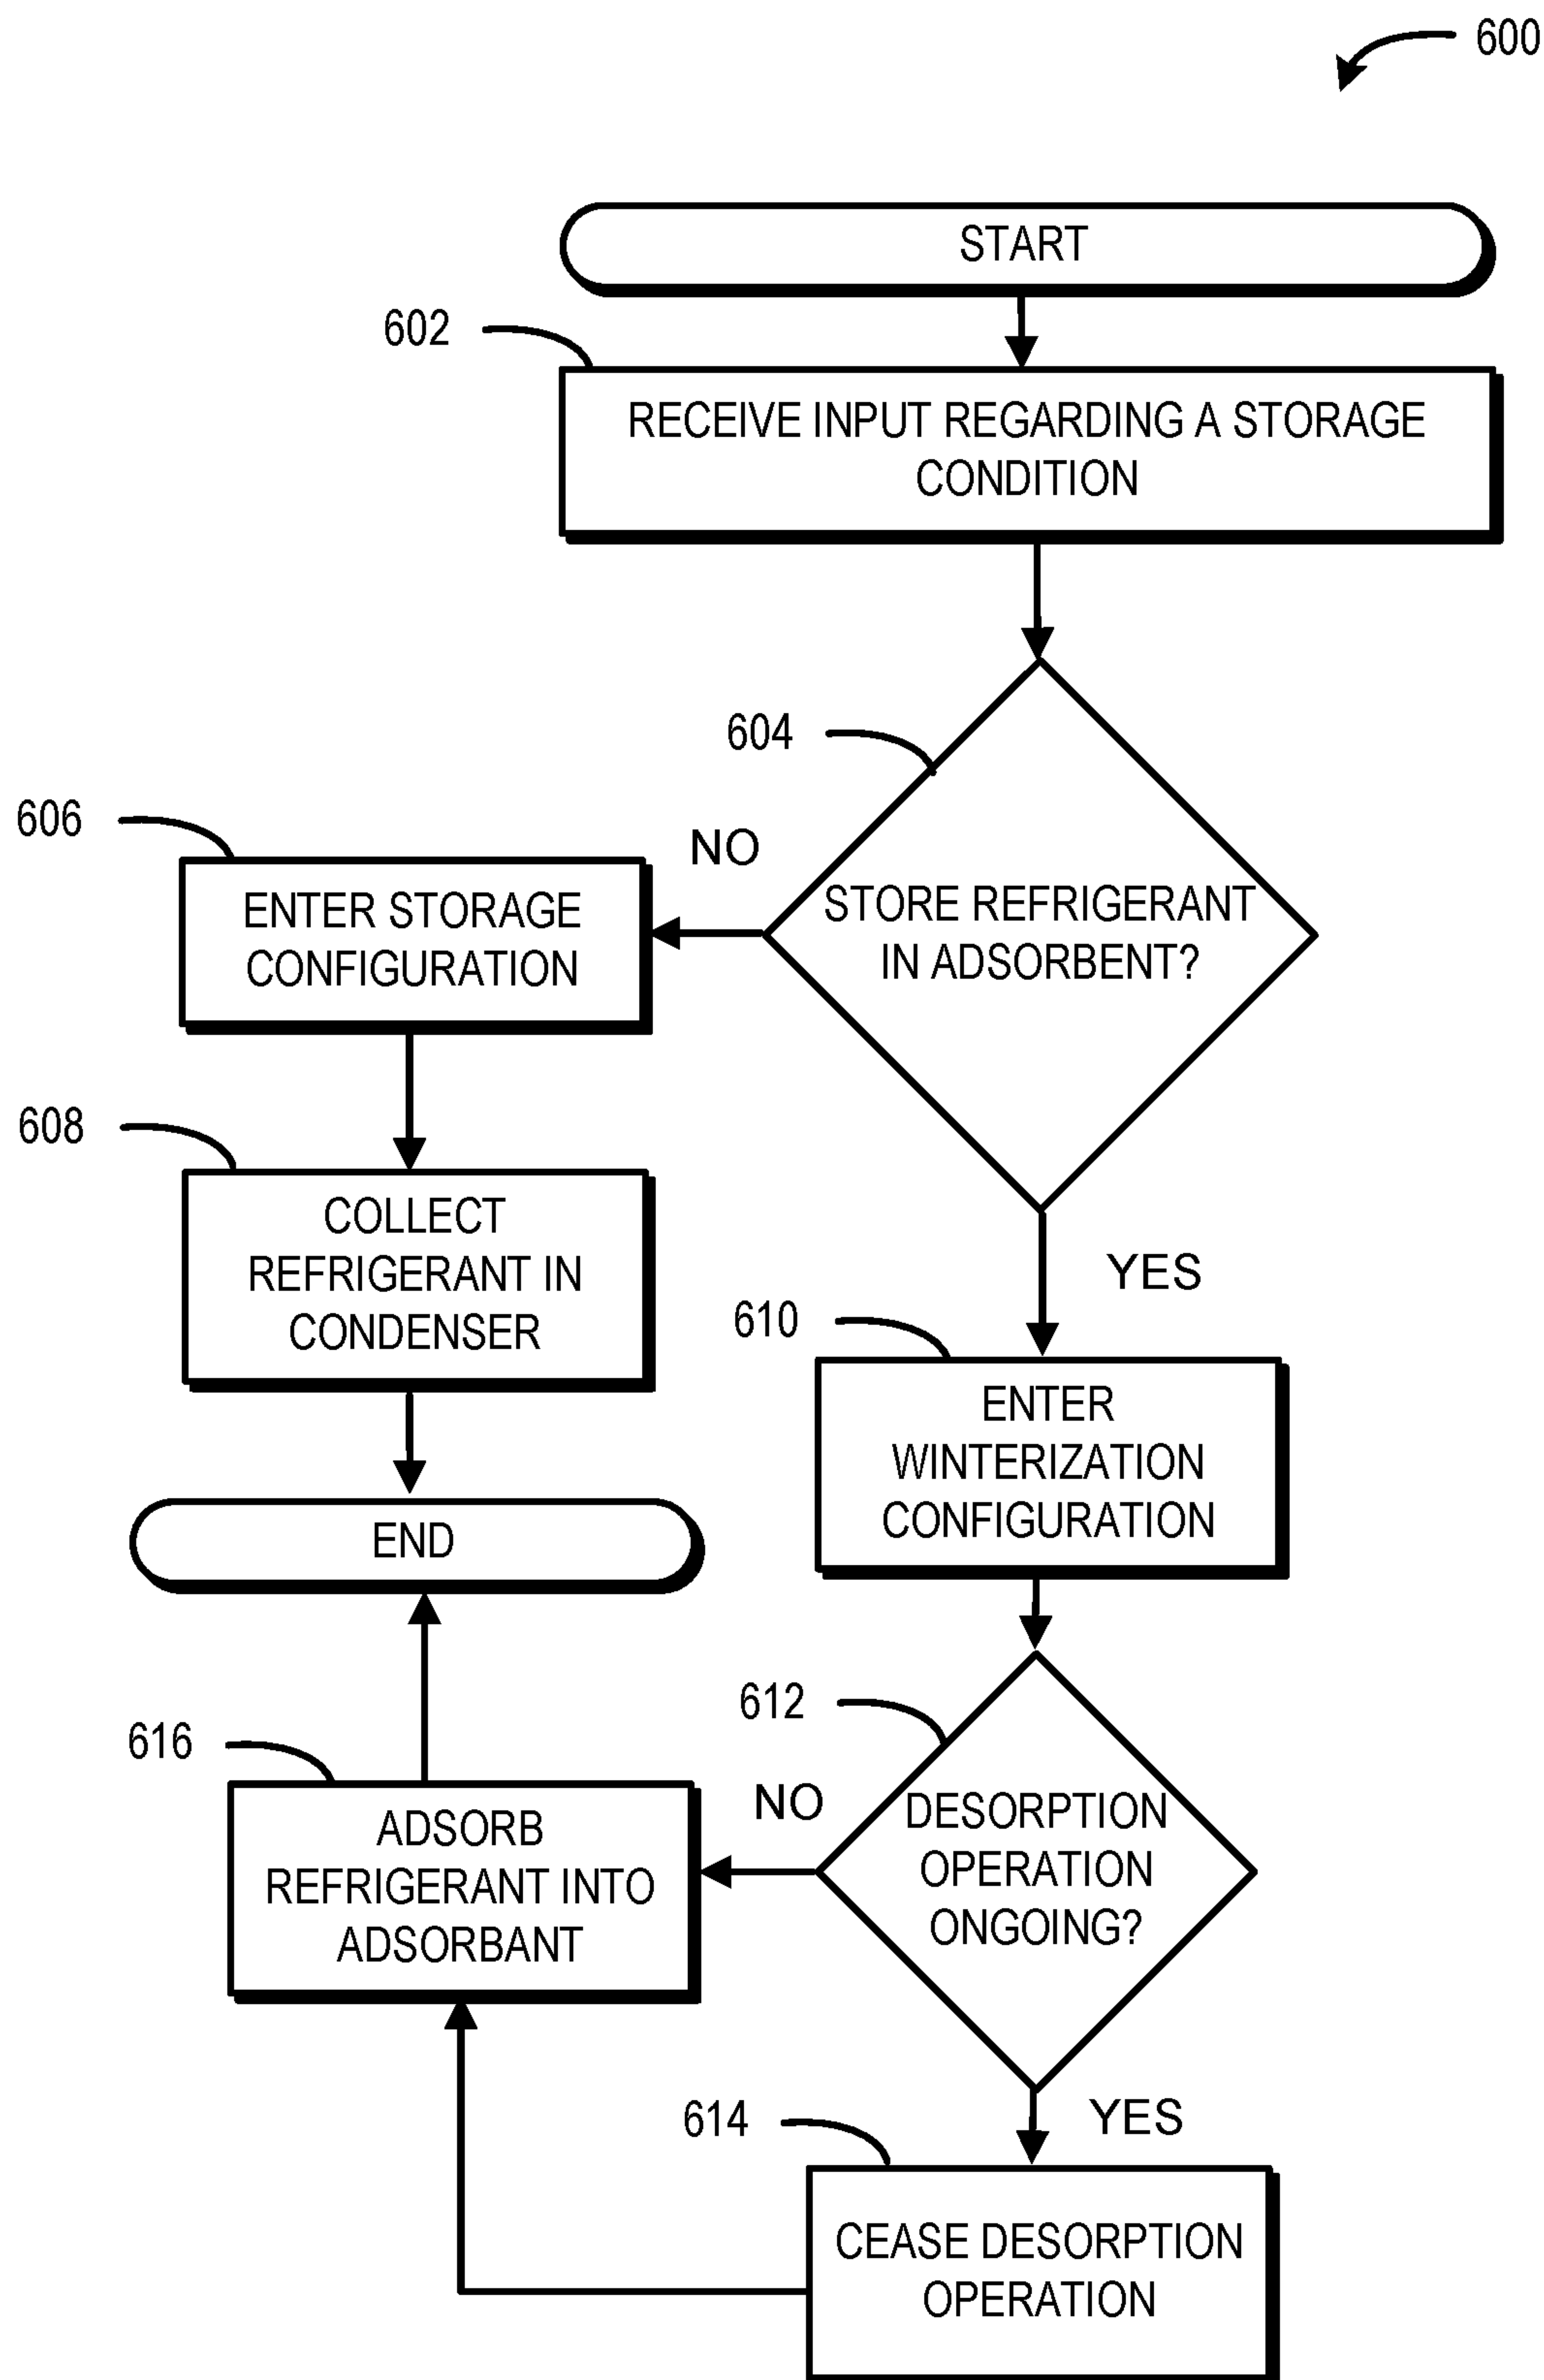 600
START
602
RECEIVE INPUT REGARDING A STORAGE
CONDITION
604
STORE REFRIGERANT
IN ADSORBENT?
NO
606
ENTER STORAGE
CONFIGURATION
608
COLLECT
REFRIGERANT IN
CONDENSER
END
YES
610
ENTER
WINTERIZATION
CONFIGURATION
612
DESORPTION
OPERATION
ONGOING?
NO
616
ADSORB
REFRIGERANT INTO
ADSORBANT
YES
614
CEASE DESORPTION
OPERATION